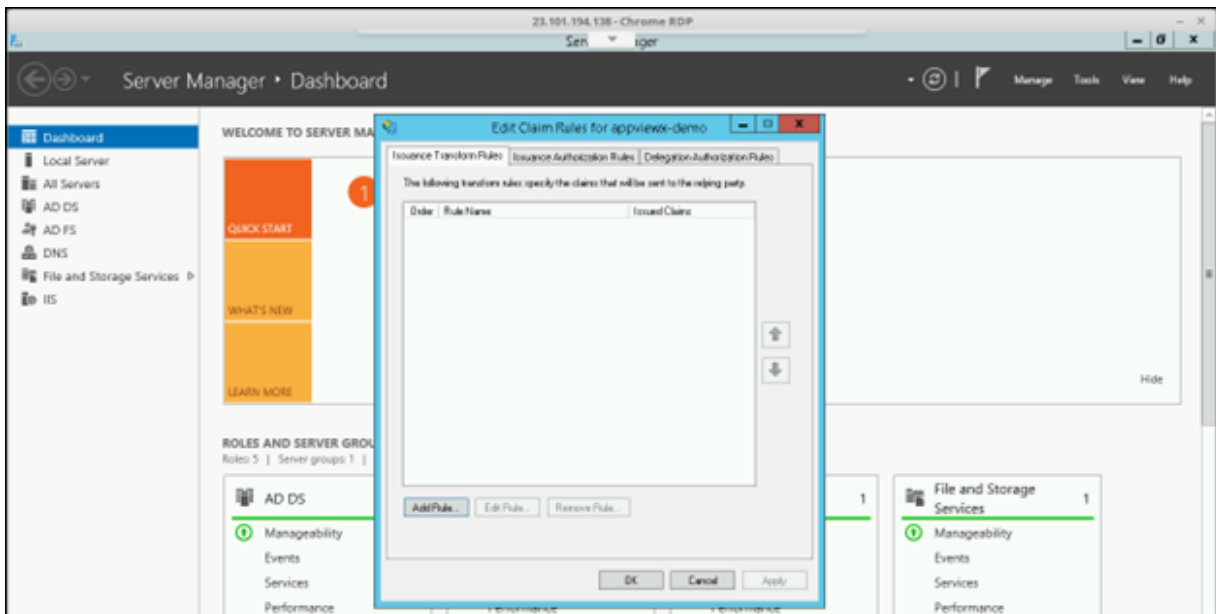 23.101.194.138 - Chrome RDP
Ser ager
Server Manager • Dashboard
Manage Tools View Help
Dashboard
Local Server
All Servers
AD DS
AD FS
DNS
File and Storage Services
IIS
WELCOME TO SERVER MA
1
QUICK START
WHAT'S NEW
LEARN MORE
Hide
Edit Claim Rules for appviewx-demo
Issuance Transform Rules Issuance Authorization Rules Delegation Authorization Rules
The following transform rules specify the claims that will be sent to the relying party.
Order Rule Name Issued Claims
Add Rule... Edit Rule... Remove Rule...
OK Cancel Apply
ROLES AND SERVER GROU
Roles: 5 | Server groups: 1 |
AD DS
Manageability
Events
Services
Performance
Performance
1
Performance
File and Storage
Services
1
Manageability
Events
Services
Performance